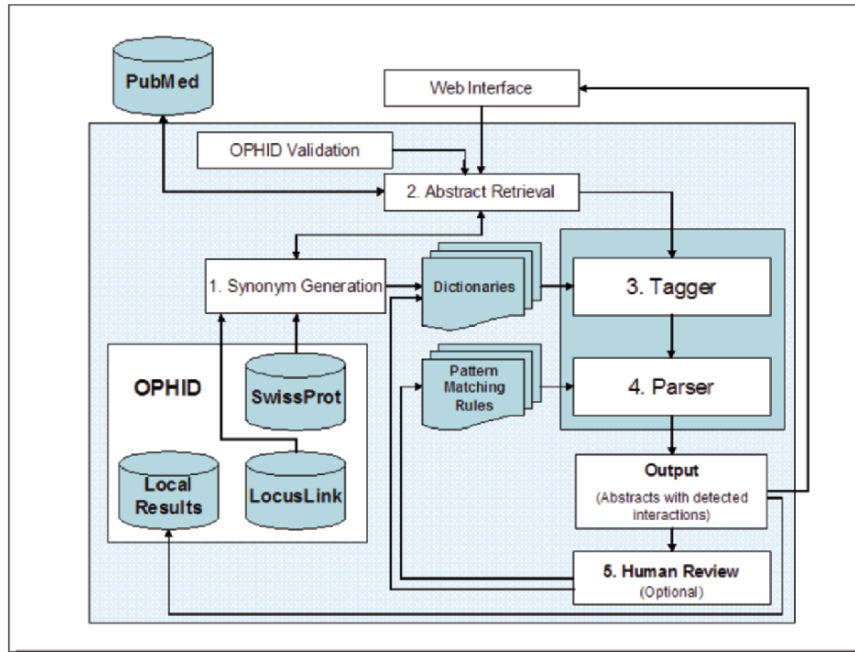 PubMed
Web Interface
OPHID Validation
2. Abstract Retrieval
1. Synonym Generation
Dictionaries
3. Tagger
OPHID
SwissProt
Pattern
Matching
Rules
4. Parser
Local
Results
LocusLink
Output
(Abstracts with detected
interactions)
5. Human Review
(Optional)